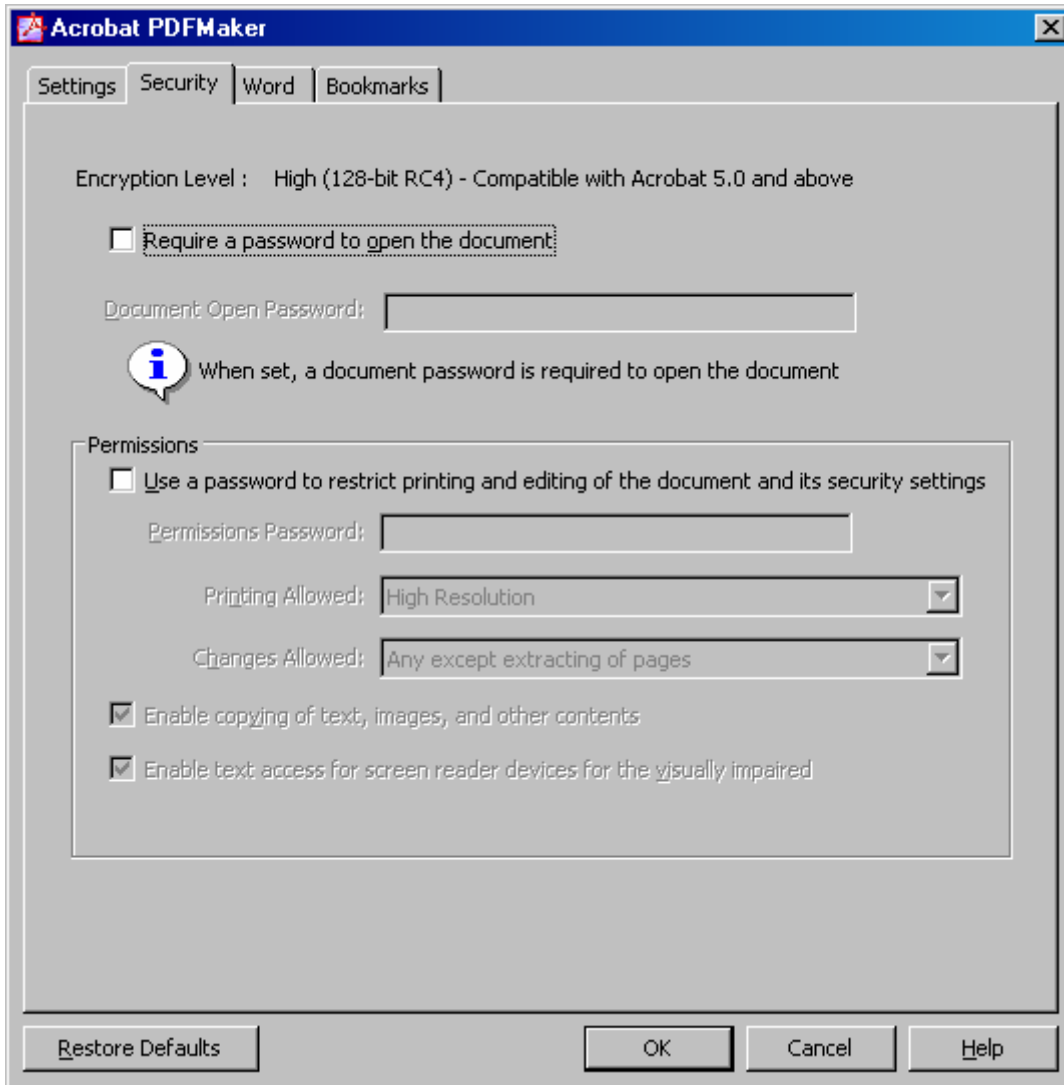 Acrobat PDFMaker
Settings Security Word Bookmarks
Encryption Level : High (128-bit RC4) - Compatible with Acrobat 5.0 and above
Require a password to open the document
Document Open Password:
When set, a document password is required to open the document
Permissions
Use a password to restrict printing and editing of the document and its security settings
Permissions Password:
Printing Allowed: High Resolution
Changes Allowed: Any except extracting of pages
Enable copying of text, images, and other contents
Enable text access for screen reader devices for the visually impaired
Restore Defaults OK Cancel Help